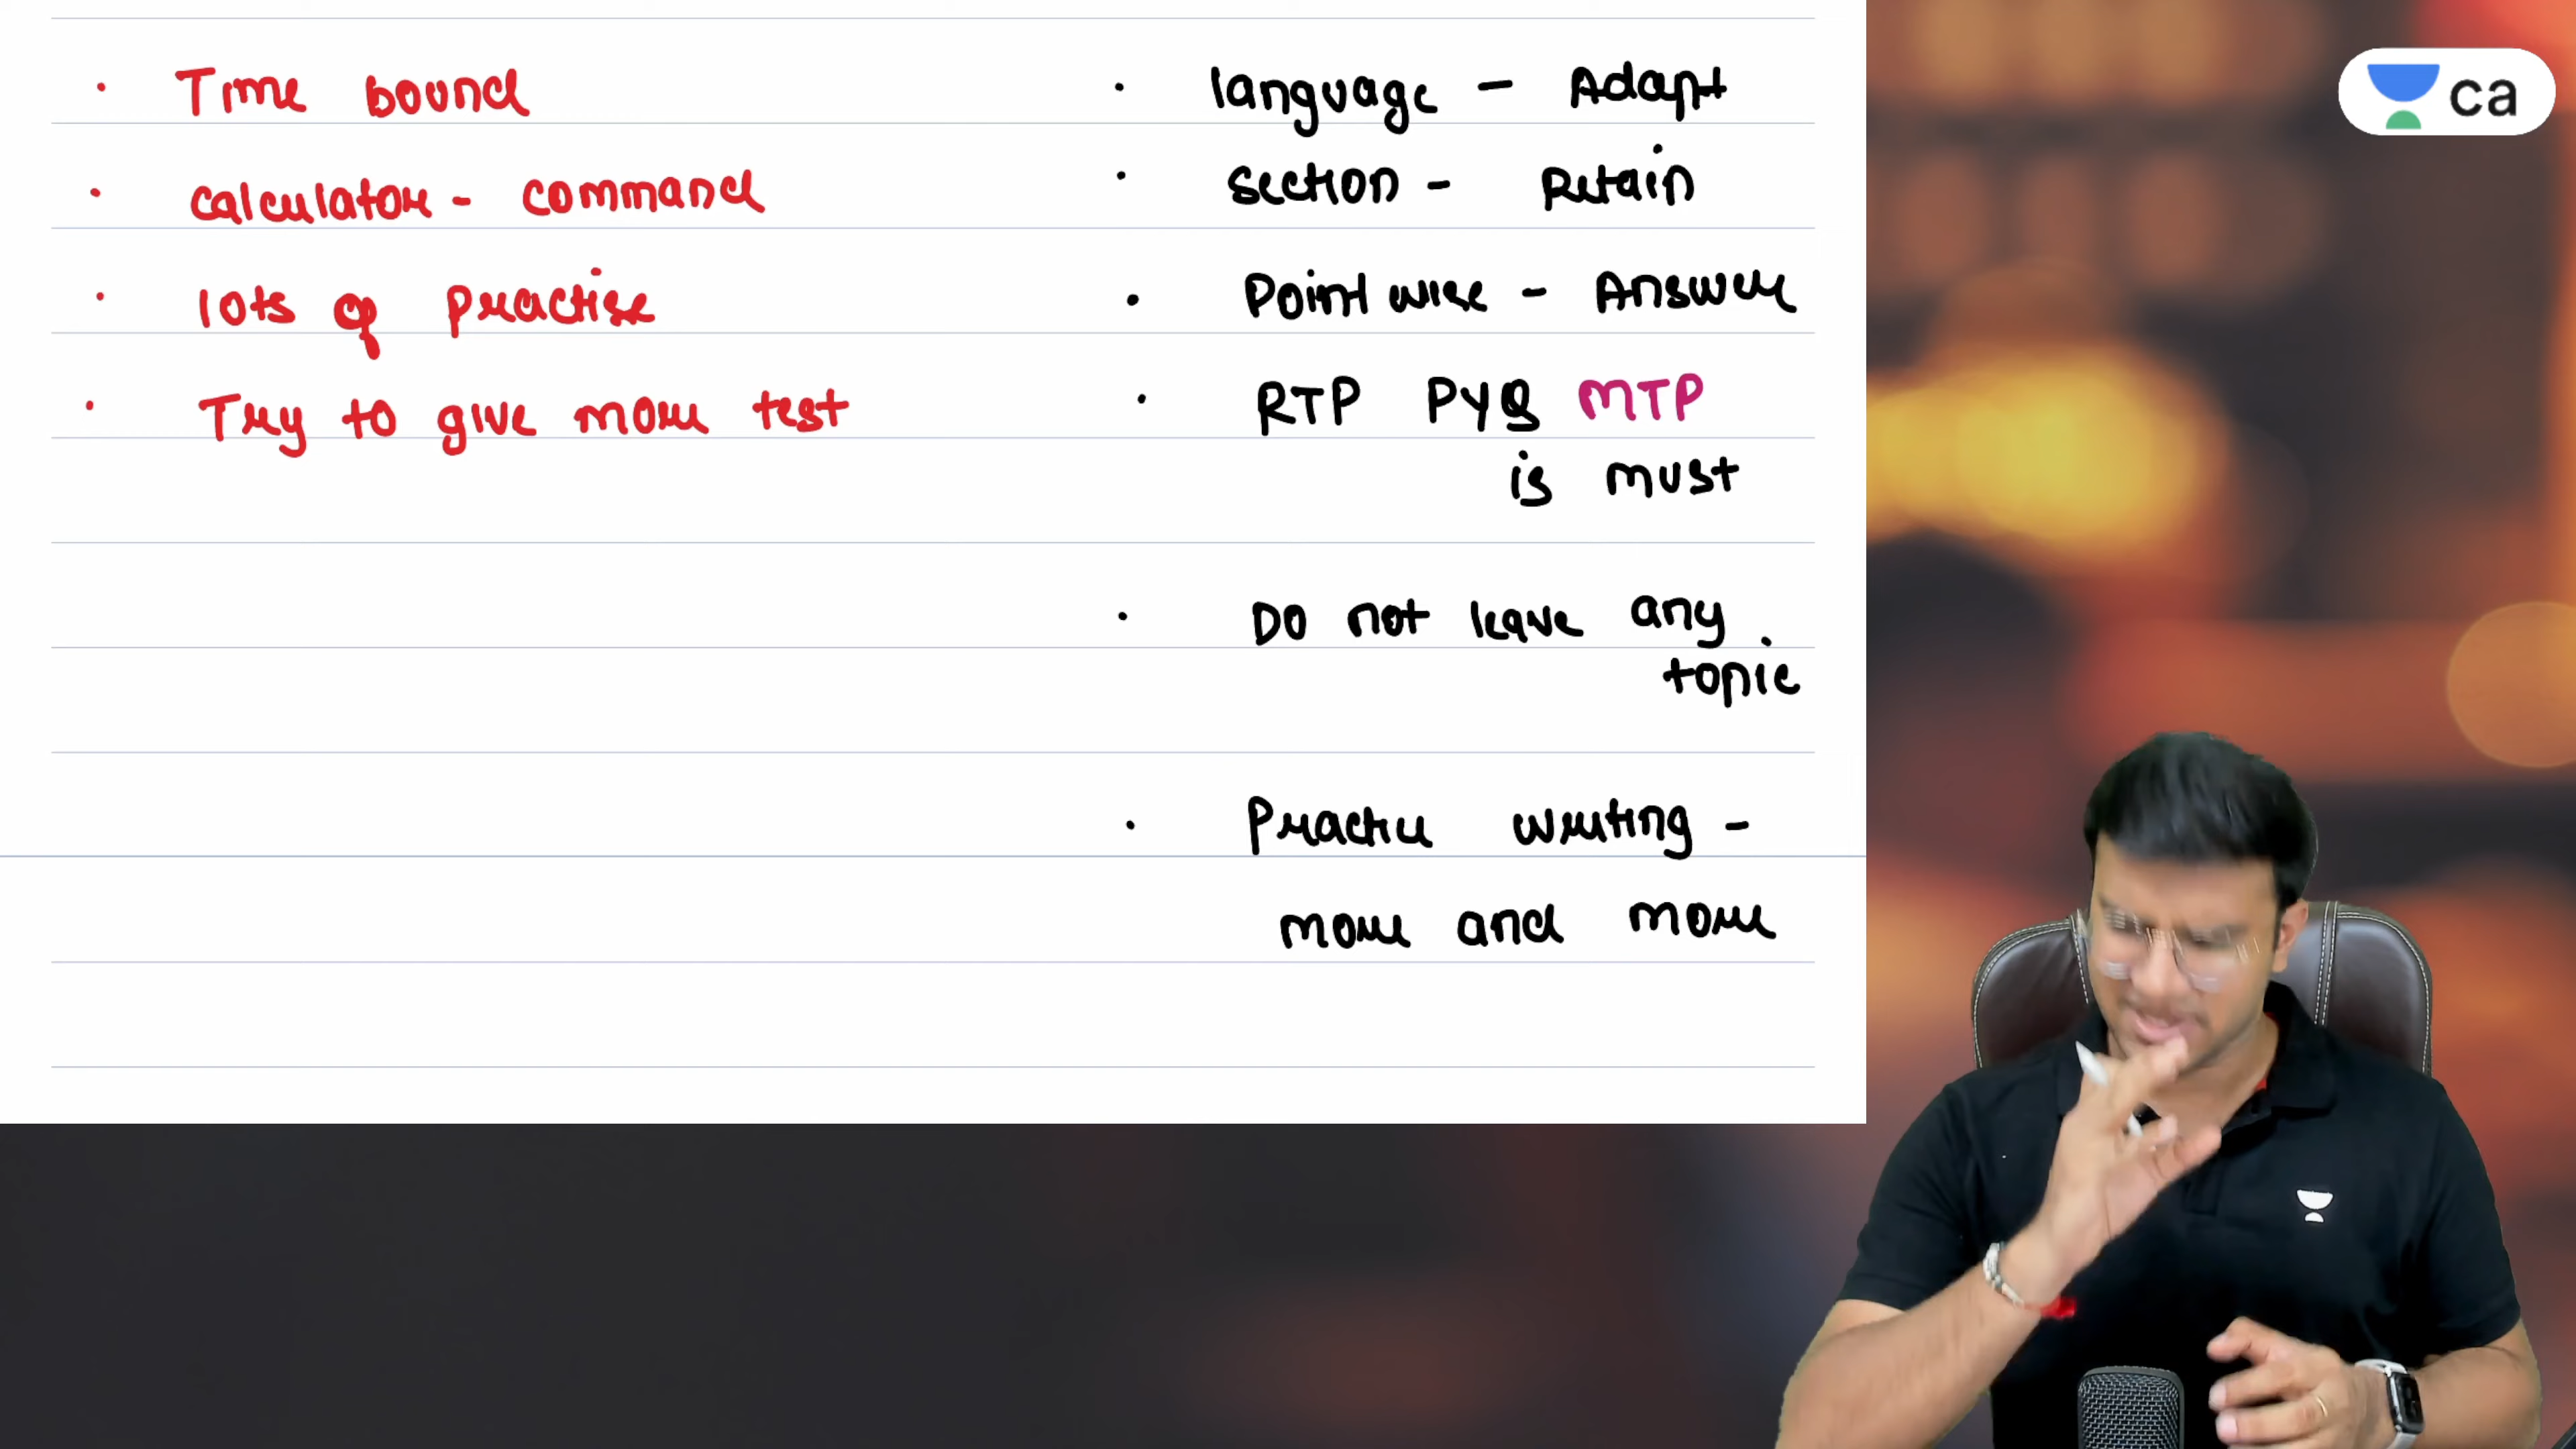 • Time bound
• calculator - command
• lots of practise
• Try to give more test
• language - Adapt
• section - Retain
• Point wise - Answer
• RTP PYQ MTP
is must
• Do not leave any
topic
• Practice writing -
more and more
ca